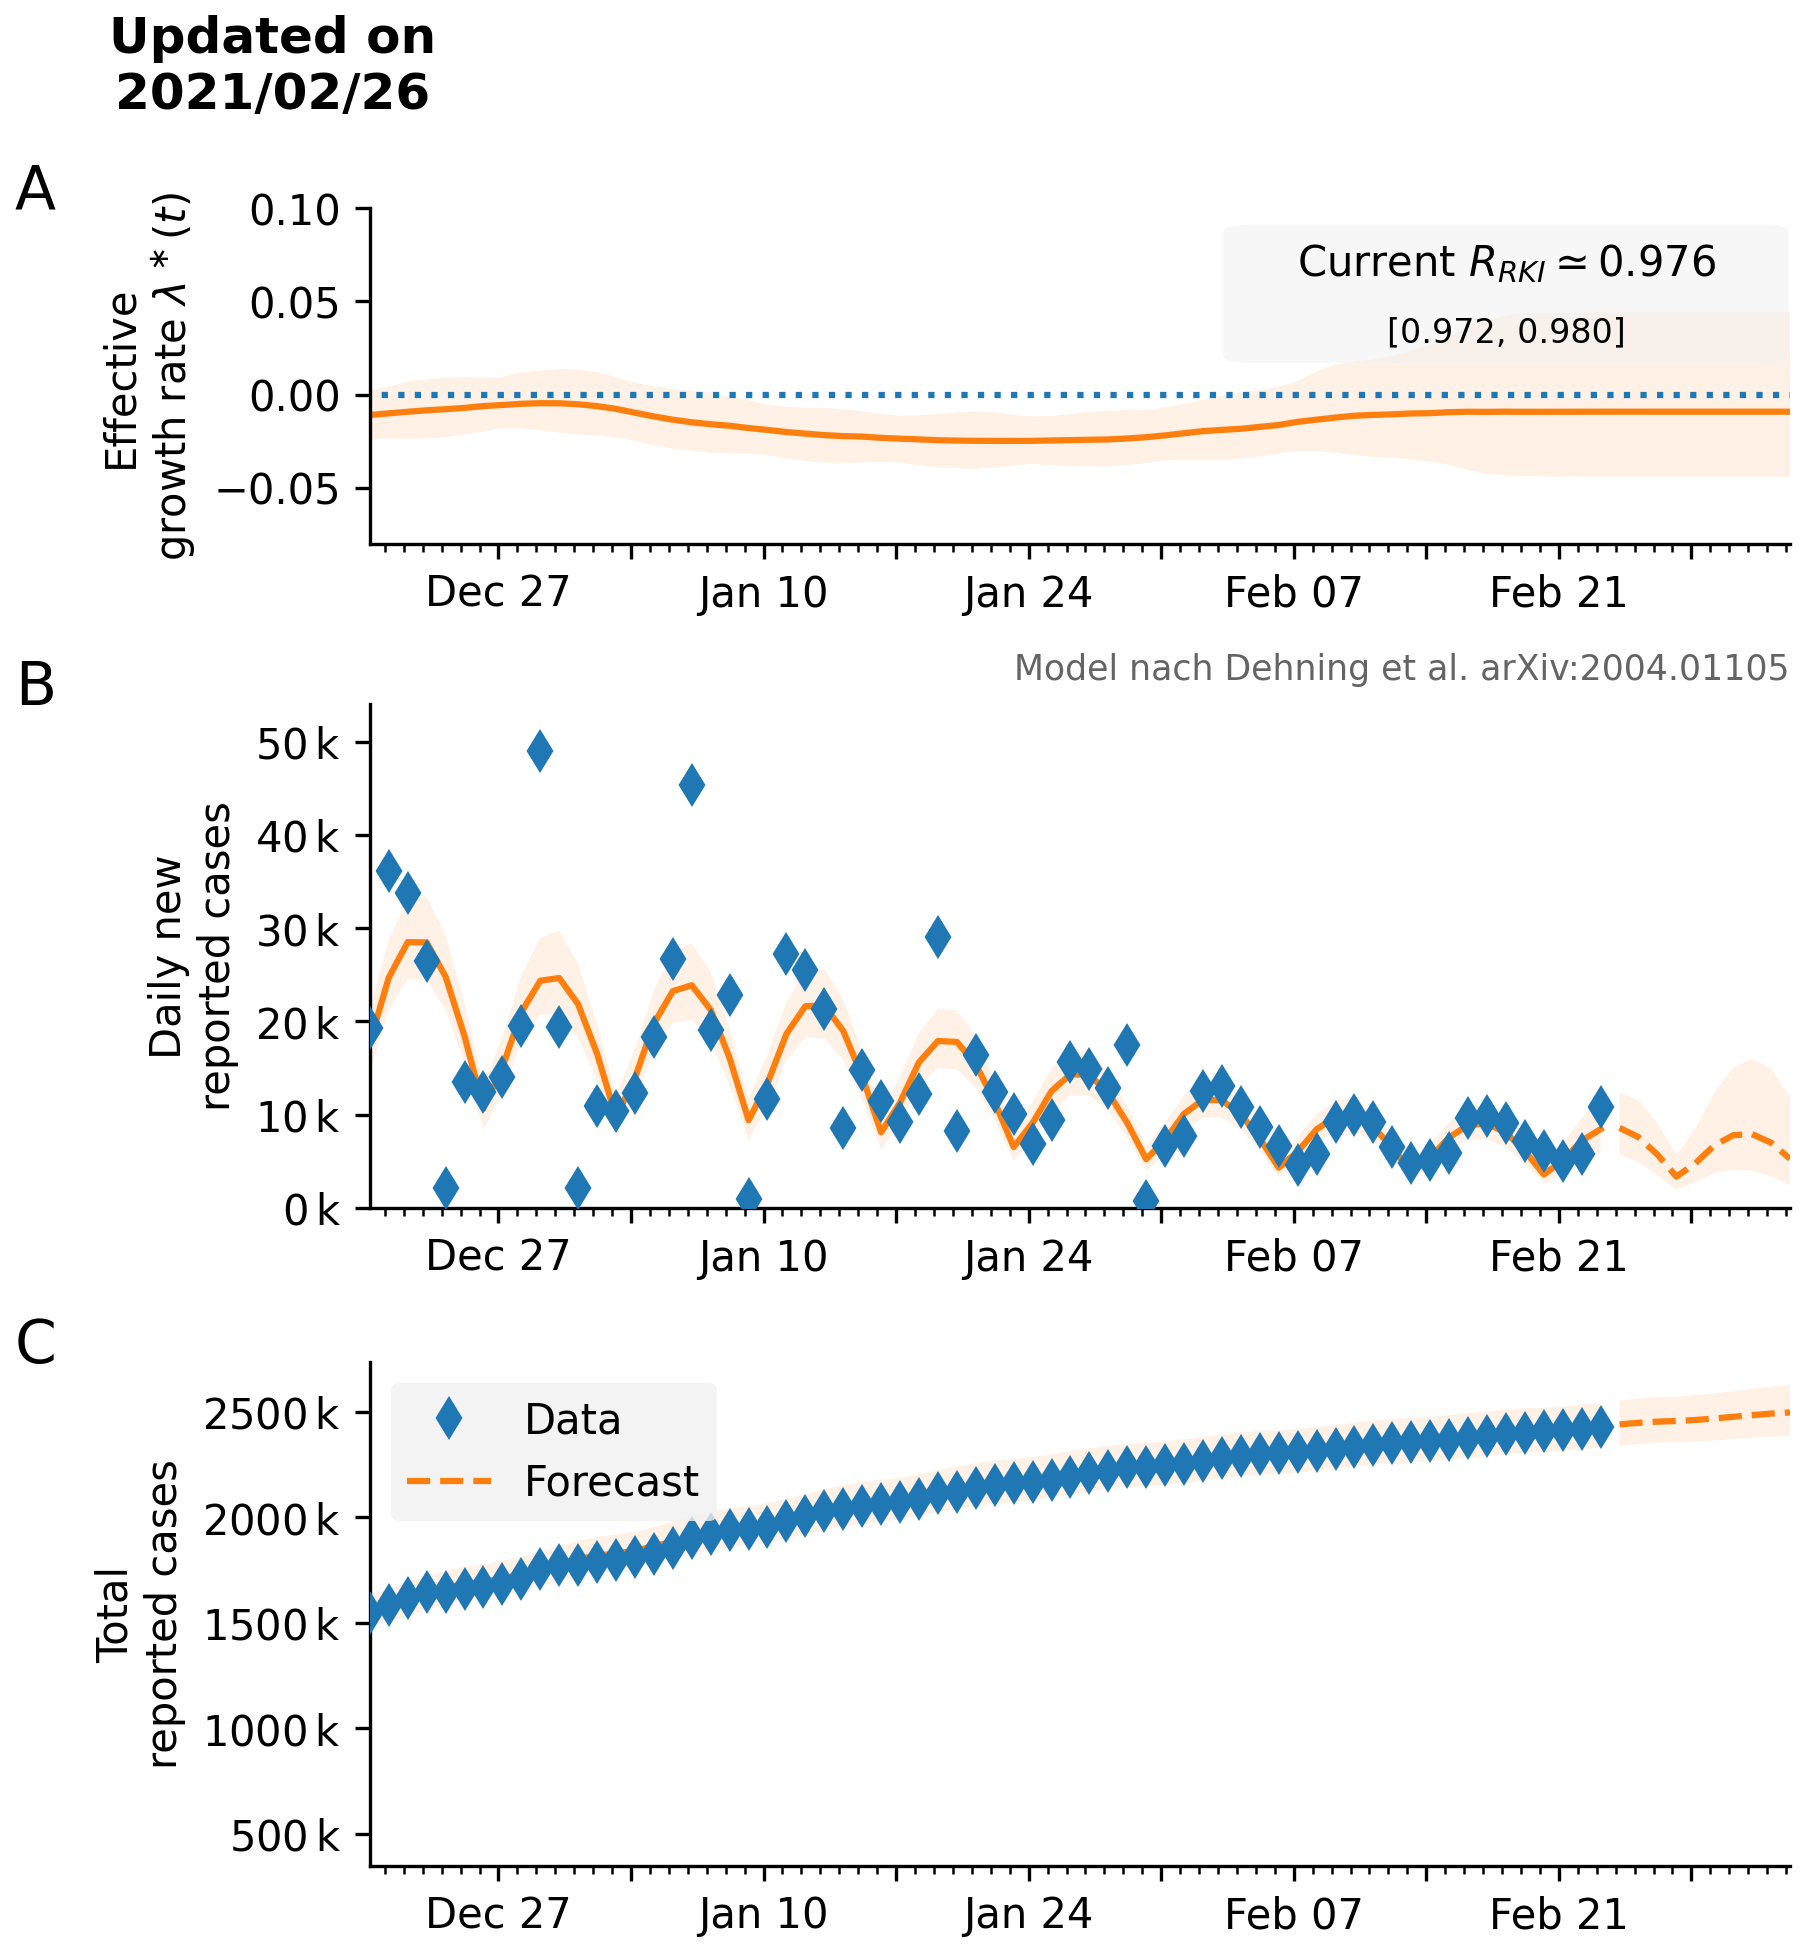 Updated on
2021/02/26
A
Effective
growth rate λ * (t)
0.10
0.05
0.00
−0.05
Current R_RKI ≃ 0.976
[0.972, 0.980]
Dec 27
Jan 10
Jan 24
Feb 07
Feb 21
Model nach Dehning et al. arXiv:2004.01105
B
Daily new
reported cases
50 k
40 k
30 k
20 k
10 k
0 k
Dec 27
Jan 10
Jan 24
Feb 07
Feb 21
C
Total
reported cases
2500 k
2000 k
1500 k
1000 k
500 k
Data
Forecast
Dec 27
Jan 10
Jan 24
Feb 07
Feb 21